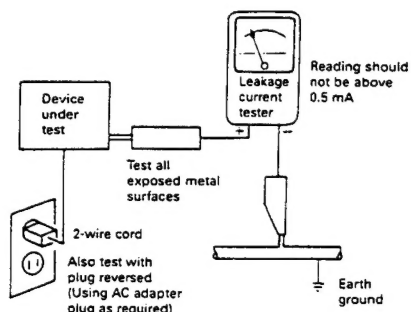 Device
under
test
Leakage
current
tester
+
−
Reading should
not be above
0.5 mA
Test all
exposed metal
surfaces
2-wire cord
Also test with
plug reversed
(Using AC adapter
plug as required)
Earth
ground